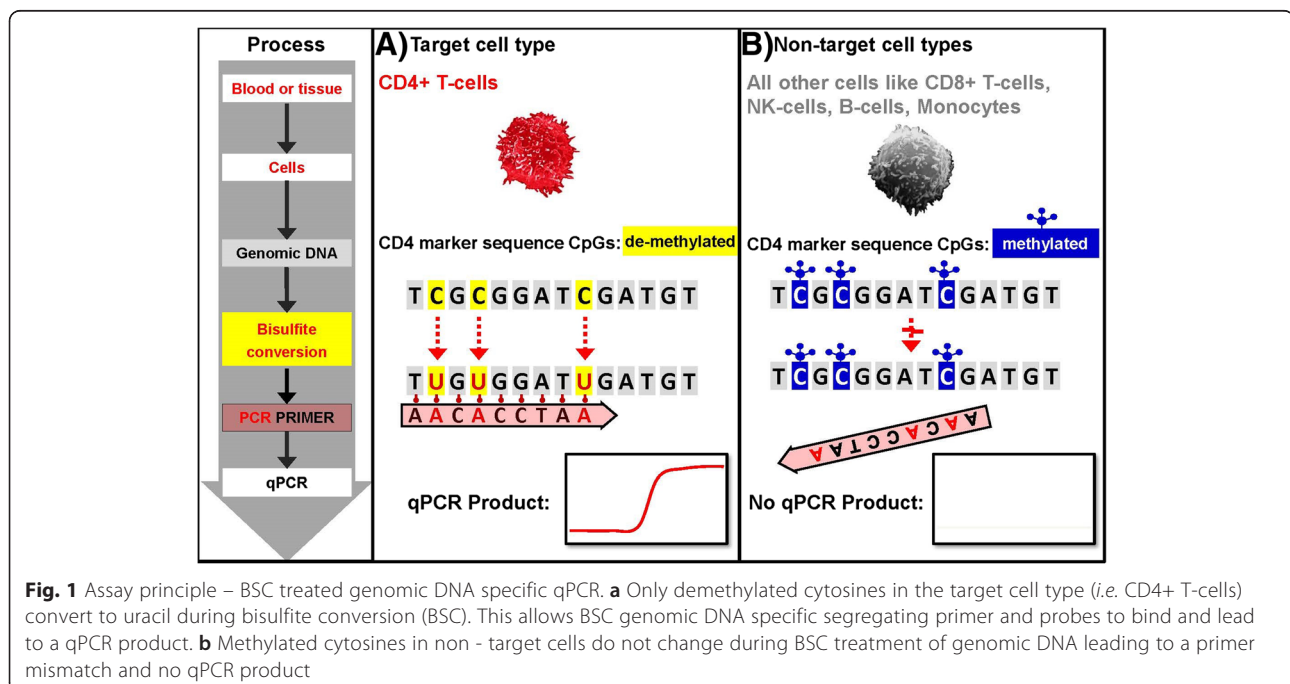 Process
Blood or tissue
Cells
Genomic DNA
Bisulfite
conversion
PCR PRIMER
qPCR
A) Target cell type
CD4+ T-cells
CD4 marker sequence CpGs: de-methylated
TCGCGGATCGATGT
TUGUGGATUGATGT
AACACCTAA
qPCR Product:
B) Non-target cell types
All other cells like CD8+ T-cells,
NK-cells, B-cells, Monocytes
CD4 marker sequence CpGs: methylated
TCGCGGATCGATGT
TCGCGGATCGATGT
AACACCTAA
No qPCR Product:
Fig. 1 Assay principle – BSC treated genomic DNA specific qPCR. a Only demethylated cytosines in the target cell type (i.e. CD4+ T-cells)
convert to uracil during bisulfite conversion (BSC). This allows BSC genomic DNA specific segregating primer and probes to bind and lead
to a qPCR product. b Methylated cytosines in non - target cells do not change during BSC treatment of genomic DNA leading to a primer
mismatch and no qPCR product